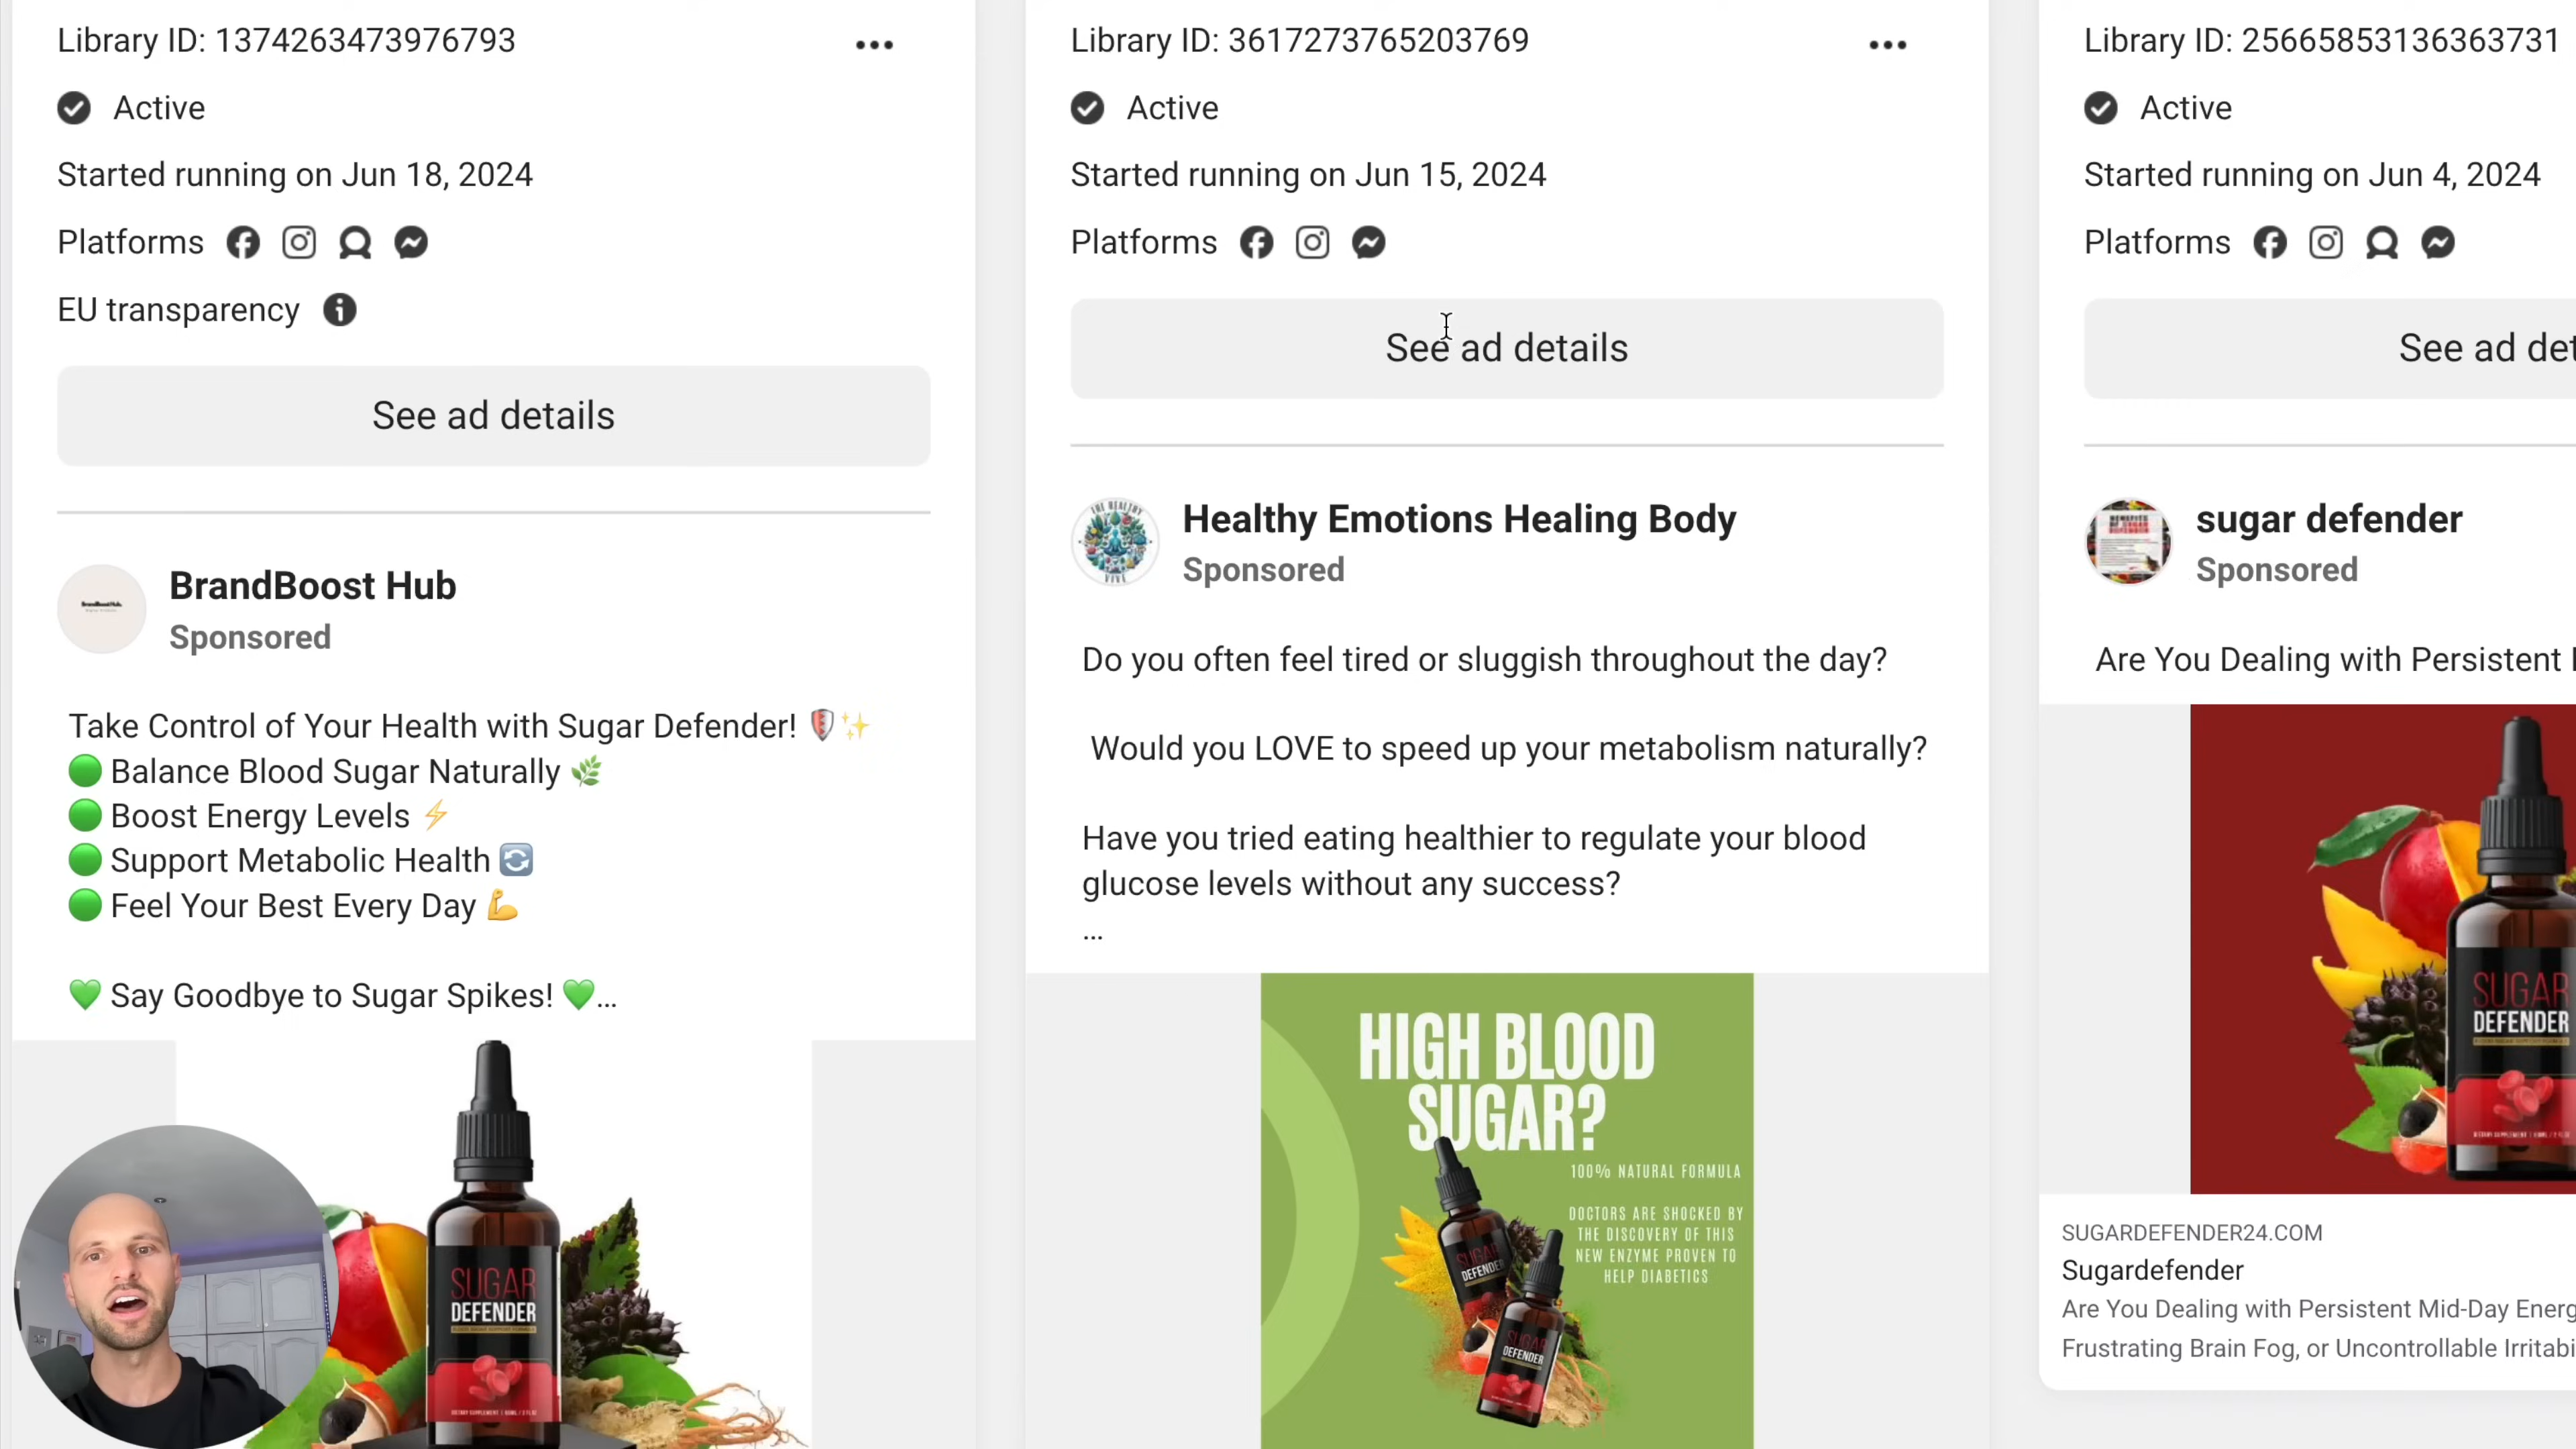 Library ID: 1374263473976793
Active
Started running on Jun 18, 2024
Platforms
EU transparency
See ad details
BrandBoost Hub
Sponsored
Take Control of Your Health with Sugar Defender! 🛡️✨
🟢 Balance Blood Sugar Naturally 🌿
🟢 Boost Energy Levels ⚡
🟢 Support Metabolic Health 🔄
🟢 Feel Your Best Every Day 💪
💚 Say Goodbye to Sugar Spikes! 💚...
SUGAR
DEFENDER
Library ID: 3617273765203769
Active
Started running on Jun 15, 2024
Platforms
See ad details
Healthy Emotions Healing Body
Sponsored
Do you often feel tired or sluggish throughout the day?
Would you LOVE to speed up your metabolism naturally?
Have you tried eating healthier to regulate your blood
glucose levels without any success?
...
HIGH BLOOD
SUGAR?
100% NATURAL FORMULA
DOCTORS ARE SHOCKED BY
THE DISCOVERY OF THIS
NEW ENZYME PROVEN TO
HELP DIABETICS
SUGAR
DEFENDER
SUGAR
DEFENDER
Library ID: 25665853136363731
Active
Started running on Jun 4, 2024
Platforms
See ad det
sugar defender
Sponsored
Are You Dealing with Persistent
SUGAR
DEFENDER
SUGARDEFENDER24.COM
Sugardefender
Are You Dealing with Persistent Mid-Day Energ
Frustrating Brain Fog, or Uncontrollable Irritabi